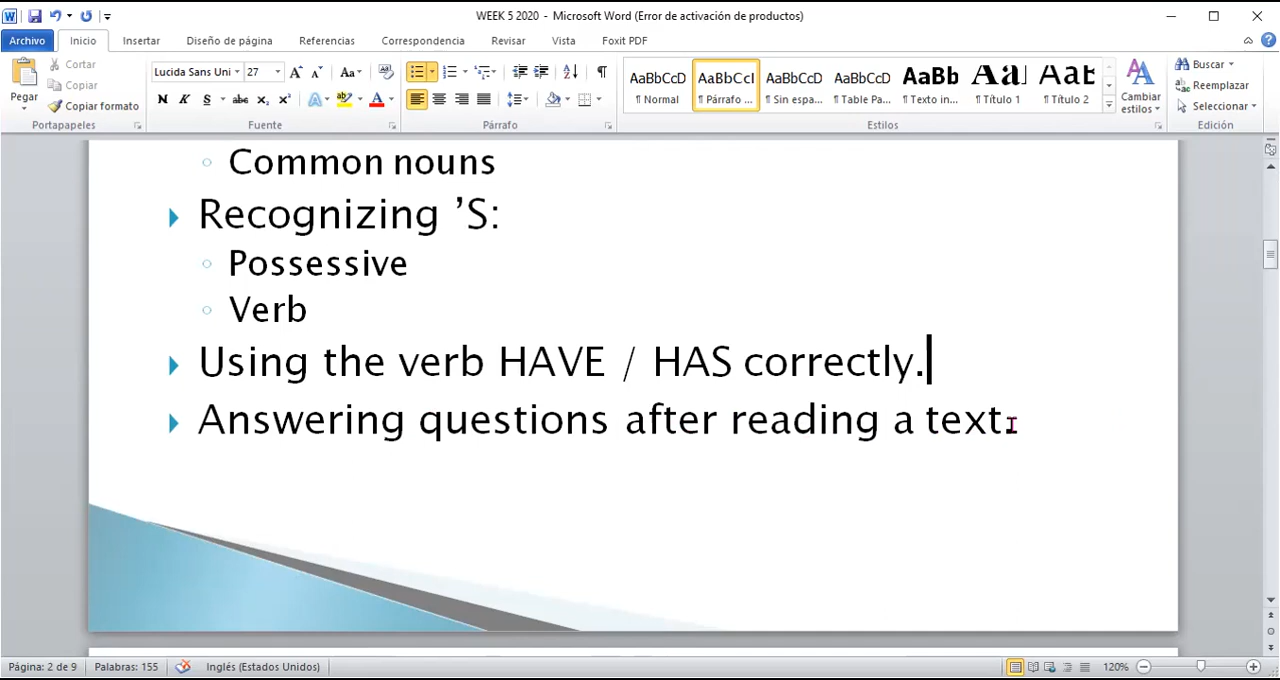 WEEK 5 2020 - Microsoft Word (Error de activación de productos)
Archivo Inicio Insertar Diseño de página Referencias Correspondencia Revisar Vista Foxit PDF
Pegar
Cortar
Copiar
Copiar formato
Portapapeles
Lucida Sans Uni 27
N K S abc x₂ x²
Fuente
Párrafo
AaBbCcD AaBbCcI AaBbCcD AaBbCcD AaBb AaI Aat
¶ Normal ¶ Párrafo ... ¶ Sin espa... ¶ Table Pa... ¶ Texto in... ¶ Título 1 ¶ Título 2
Cambiar
estilos
Estilos
Buscar
Reemplazar
Seleccionar
Edición
Common nouns
Recognizing ’S:
Possessive
Verb
Using the verb HAVE / HAS correctly.
Answering questions after reading a text.
Página: 2 de 9 Palabras: 155 Inglés (Estados Unidos) 120%